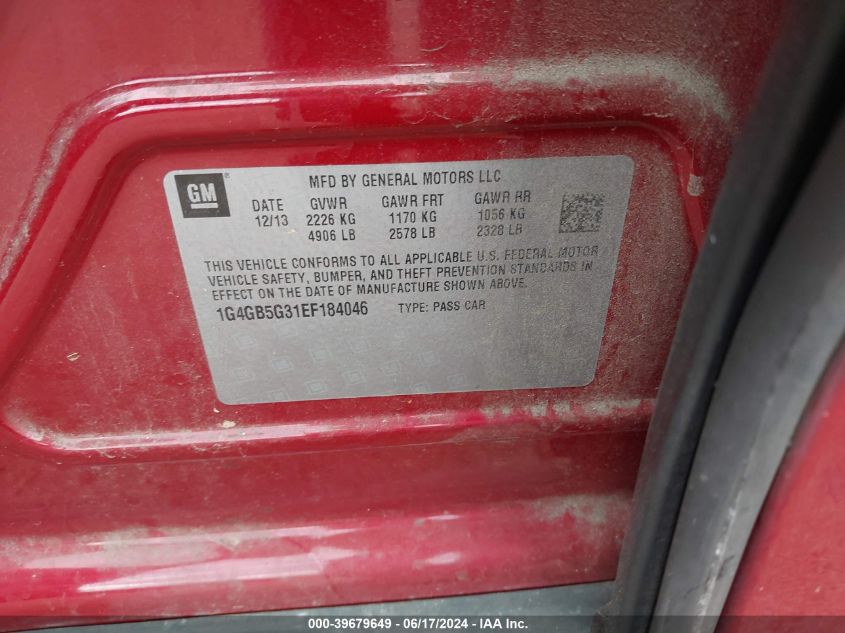 GM
MFD BY GENERAL MOTORS LLC
DATE GVWR GAWR FRT GAWR RR
12/13 2226 KG 1170 KG 1056 KG
4906 LB 2578 LB 2328 LB
THIS VEHICLE CONFORMS TO ALL APPLICABLE U.S. FEDERAL MOTOR
VEHICLE SAFETY, BUMPER, AND THEFT PREVENTION STANDARDS IN
EFFECT ON THE DATE OF MANUFACTURE SHOWN ABOVE.
1G4GB5G31EF184046 TYPE: PASS CAR
000-39679649 - 06/17/2024 - IAA, Inc.